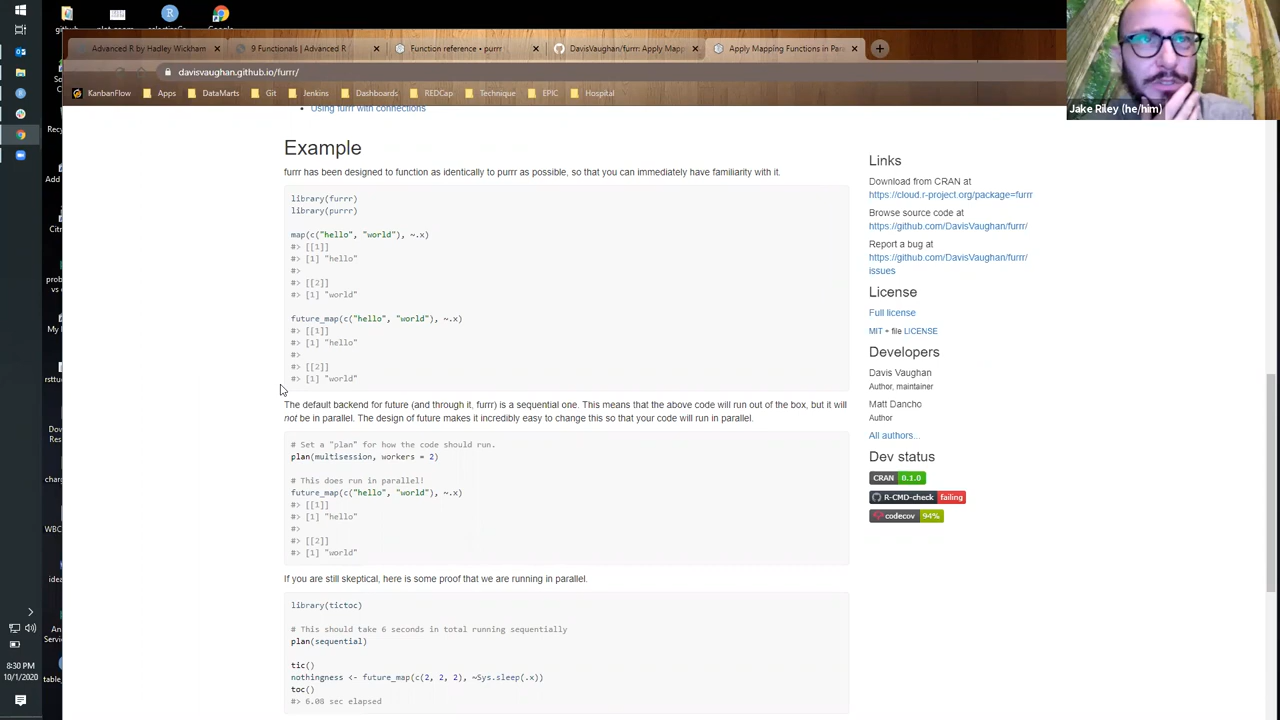 Advanced R by Hadley Wickham
9 Functionals | Advanced R
Function reference • purrr
DavisVaughan/furrr: Apply Map
Apply Mapping Functions in Par
davisvaughan.github.io/furrr/
KanbanFlow
Apps
DataMarts
Git
Jenkins
Dashboards
REDCap
Technique
EPIC
Hospital
Jake Riley (he/him)
Using furrr with connections
Example
furrr has been designed to function as identically to purrr as possible, so that you can immediately have familiarity with it.
library(furrr)
library(purrr)
map(c("hello", "world"), ~.x)
#> [[1]]
#> [1] "hello"
#>
#> [[2]]
#> [1] "world"
future_map(c("hello", "world"), ~.x)
#> [[1]]
#> [1] "hello"
#>
#> [[2]]
#> [1] "world"
The default backend for future (and through it, furrr) is a sequential one. This means that the above code will run out of the box, but it will
not be in parallel. The design of future makes it incredibly easy to change this so that your code will run in parallel.
# Set a "plan" for how the code should run.
plan(multisession, workers = 2)
# This does run in parallel!
future_map(c("hello", "world"), ~.x)
#> [[1]]
#> [1] "hello"
#>
#> [[2]]
#> [1] "world"
If you are still skeptical, here is some proof that we are running in parallel.
library(tictoc)
# This should take 6 seconds in total running sequentially
plan(sequential)
tic()
nothingness <- future_map(c(2, 2, 2), ~Sys.sleep(.x))
toc()
#> 6.08 sec elapsed
Links
Download from CRAN at
https://cloud.r-project.org/package=furrr
Browse source code at
https://github.com/DavisVaughan/furrr/
Report a bug at
https://github.com/DavisVaughan/furrr/
issues
License
Full license
MIT + file LICENSE
Developers
Davis Vaughan
Author, maintainer
Matt Dancho
Author
All authors...
Dev status
CRAN 0.1.0
R-CMD-check failing
codecov 94%
8:30 PM
10/1/2020